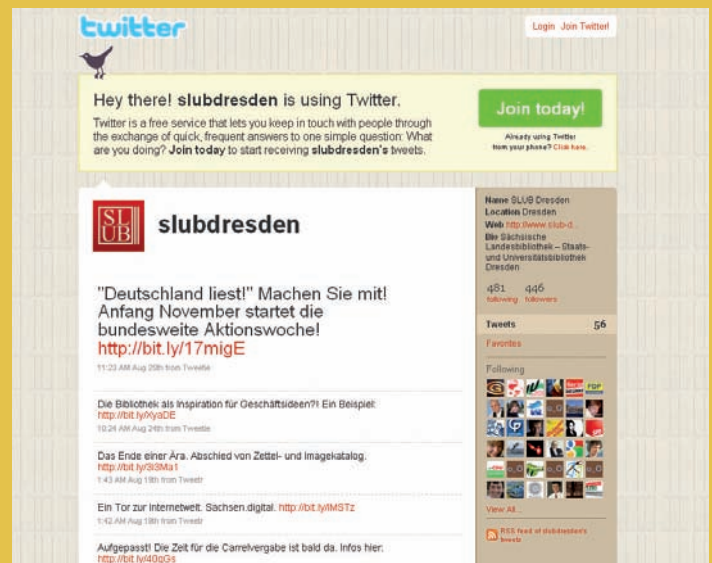 twitter
Login Join Twitter!
Hey there! slubdresden is using Twitter.
Twitter is a free service that lets you keep in touch with people through
the exchange of quick, frequent answers to one simple question: What
are you doing? Join today to start receiving slubdresden's tweets.
Join today!
Already using Twitter
from your phone? Click here.
SLUB
slubdresden
"Deutschland liest!" Machen Sie mit!
Anfang November startet die
bundesweite Aktionswoche!
http://bit.ly/17migE
11:23 AM Aug 25th from Tweetie
Die Bibliothek als Inspiration für Geschäftsideen?! Ein Beispiel:
http://bit.ly/XyaDE
10:24 AM Aug 24th from Tweetie
Das Ende einer Ära. Abschied von Zettel- und Imagekatalog.
http://bit.ly/3i3Ma1
1:43 AM Aug 19th from Tweetr
Ein Tor zur Internetwelt. Sachsen.digital. http://bit.ly/IMSTz
1:42 AM Aug 18th from Tweetr
Aufgepasst! Die Zeit für die Carrelvergabe ist bald da. Infos hier.
http://bit.ly/40qGs
Name SLUB Dresden
Location Dresden
Web http://www.slub-d...
Bio Sächsische
Landesbibliothek – Staats-
und Universitätsbibliothek
Dresden
481 446
following followers
Tweets 56
Favorites
Following
FDP
View All...
RSS feed of slubdresden's
tweets